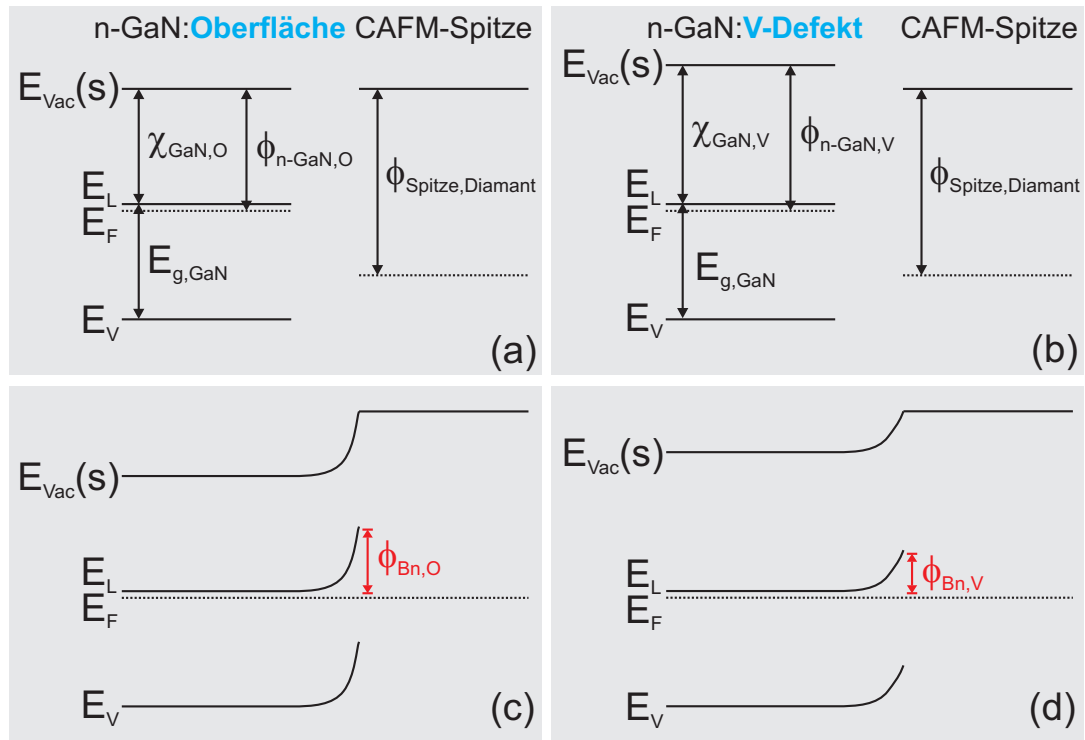 n-GaN:Oberfläche CAFM-Spitze
E_Vac(s)
χ_GaN,O
ϕ_n-GaN,O
ϕ_Spitze,Diamant
E_L
E_F
E_g,GaN
E_V
(a)
n-GaN:V-Defekt CAFM-Spitze
E_Vac(s)
χ_GaN,V
ϕ_n-GaN,V
ϕ_Spitze,Diamant
E_L
E_F
E_g,GaN
E_V
(b)
E_Vac(s)
ϕ_Bn,O
E_L
E_F
E_V
(c)
E_Vac(s)
ϕ_Bn,V
E_L
E_F
E_V
(d)